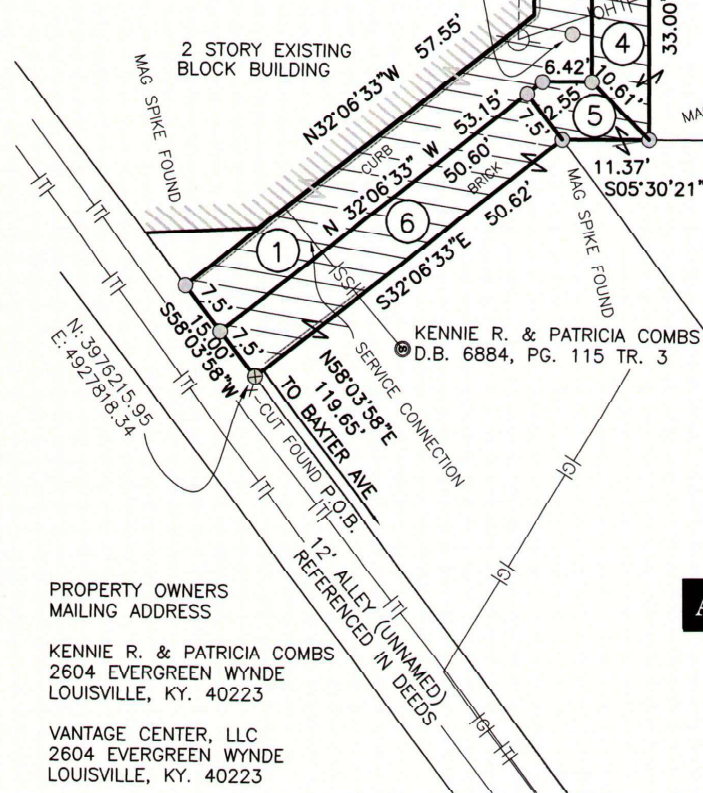 OHTL
4
33.00'
2 STORY EXISTING
BLOCK BUILDING
N32°06'33"W 57.55'
MAG SPIKE FOUND
6.42'
10.61'
2.55
5
53.15'
7.5'
CURB
N 32°06'33" W
50.60'
BRICK
6
50.62'
S32°06'33"E
11.37'
S05°30'21"
MAG SPIKE FOUND
1
SS
7.5'
15.00'
S58°03'58"W
7.5'
KENNIE R. & PATRICIA COMBS
D.B. 6884, PG. 115 TR. 3
S
SERVICE CONNECTION
N58°03'58"E
119.65'
TO BAXTER AVE
N: 3976215.95
E: 4927818.34
CUT FOUND P.O.B.
T
T
T
T
T
T
T
T
G
G
G
12' ALLEY (UNNAMED)
REFERENCED IN DEEDS
PROPERTY OWNERS
MAILING ADDRESS
KENNIE R. & PATRICIA COMBS
2604 EVERGREEN WYNDE
LOUISVILLE, KY. 40223
VANTAGE CENTER, LLC
2604 EVERGREEN WYNDE
LOUISVILLE, KY. 40223